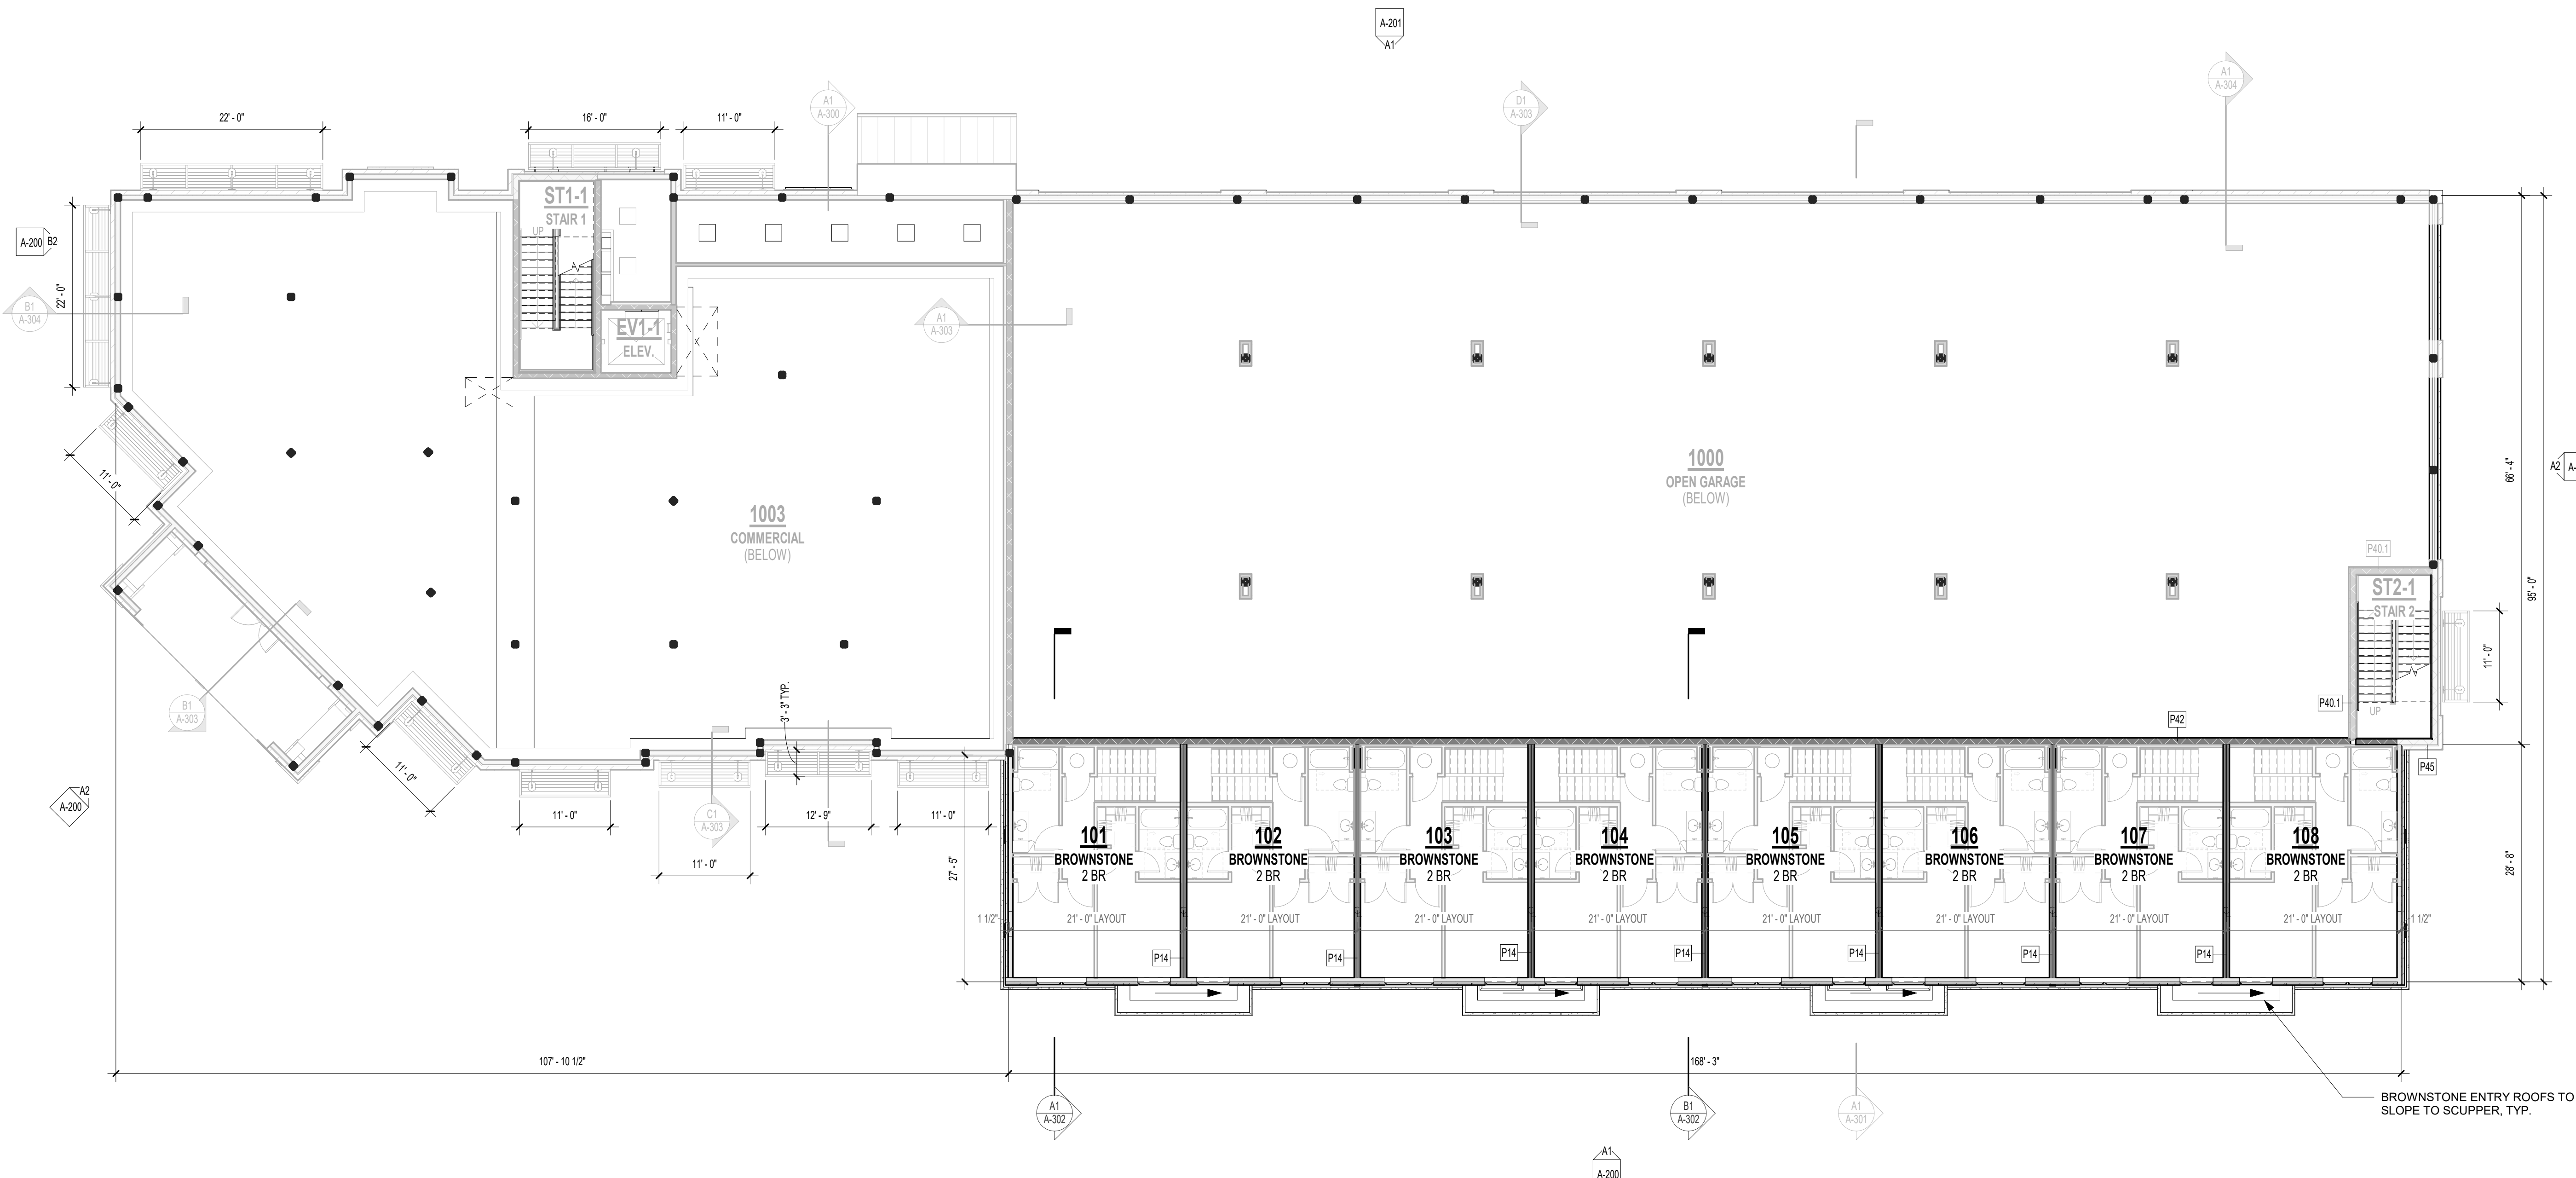 A-201
A1
A1
A-304
A1
A-300
D1
A-303
22' - 0"
16' - 0"
11' - 0"
ST1-1
STAIR 1
UP
A-200
B2
22' - 0"
B1
A-304
A1
A-303
EV1-1
ELEV.
1000
OPEN GARAGE
(BELOW)
66' - 4"
A2
A-
11' - 0"
1003
COMMERCIAL
(BELOW)
P40.1
ST2-1
STAIR 2
95' - 0"
11' - 0"
UP
P40.1
P42
P45
B1
A-303
3' - 3" TYP.
11' - 0"
A2
A-200
11' - 0"
C1
A-303
12' - 9"
11' - 0"
11' - 0"
27' - 5"
28' - 8"
101
BROWNSTONE
2 BR
102
BROWNSTONE
2 BR
103
BROWNSTONE
2 BR
104
BROWNSTONE
2 BR
105
BROWNSTONE
2 BR
106
BROWNSTONE
2 BR
107
BROWNSTONE
2 BR
108
BROWNSTONE
2 BR
1 1/2"
21' - 0" LAYOUT
21' - 0" LAYOUT
21' - 0" LAYOUT
21' - 0" LAYOUT
21' - 0" LAYOUT
21' - 0" LAYOUT
21' - 0" LAYOUT
21' - 0" LAYOUT
1 1/2"
P14
P14
P14
P14
P14
P14
P14
107' - 10 1/2"
168' - 3"
A1
A-302
B1
A-302
A1
A-301
BROWNSTONE ENTRY ROOFS TO
SLOPE TO SCUPPER, TYP.
A1
A-200